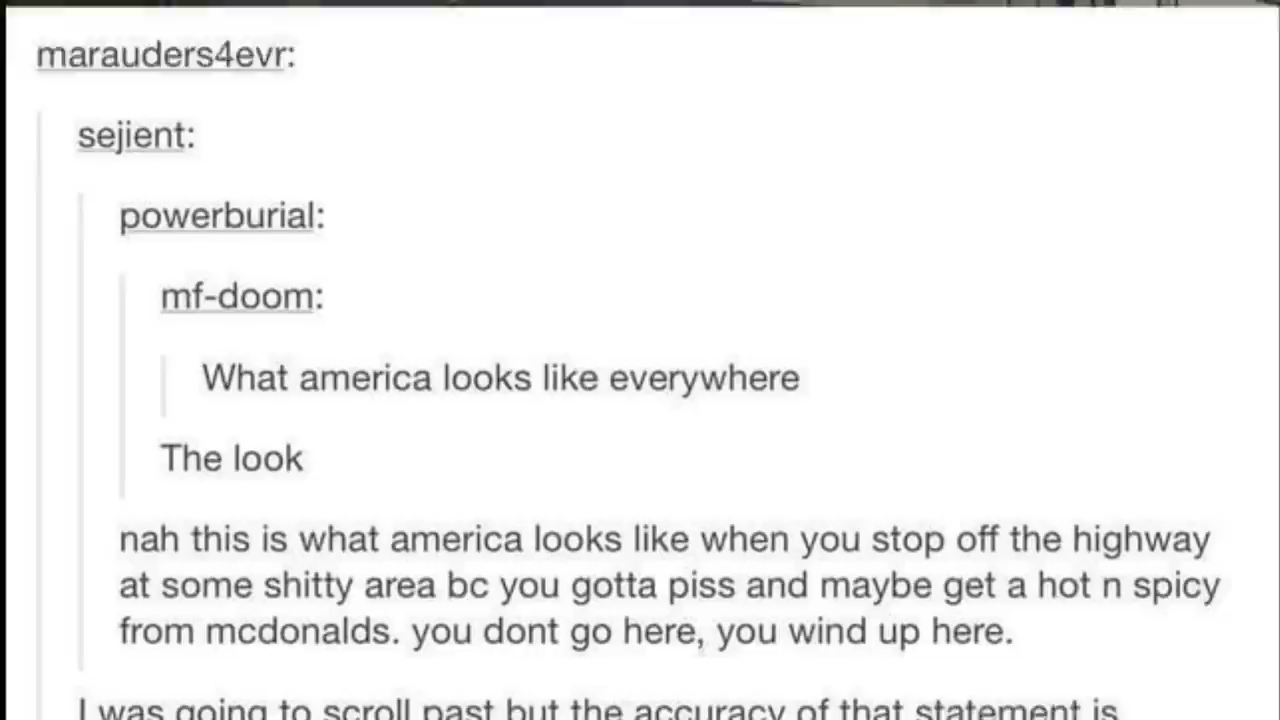 marauders4evr:
sejient:
powerburial:
mf-doom:
What america looks like everywhere
The look
nah this is what america looks like when you stop off the highway
at some shitty area bc you gotta piss and maybe get a hot n spicy
from mcdonalds. you dont go here, you wind up here.
I was going to scroll past but the accuracy of that statement is